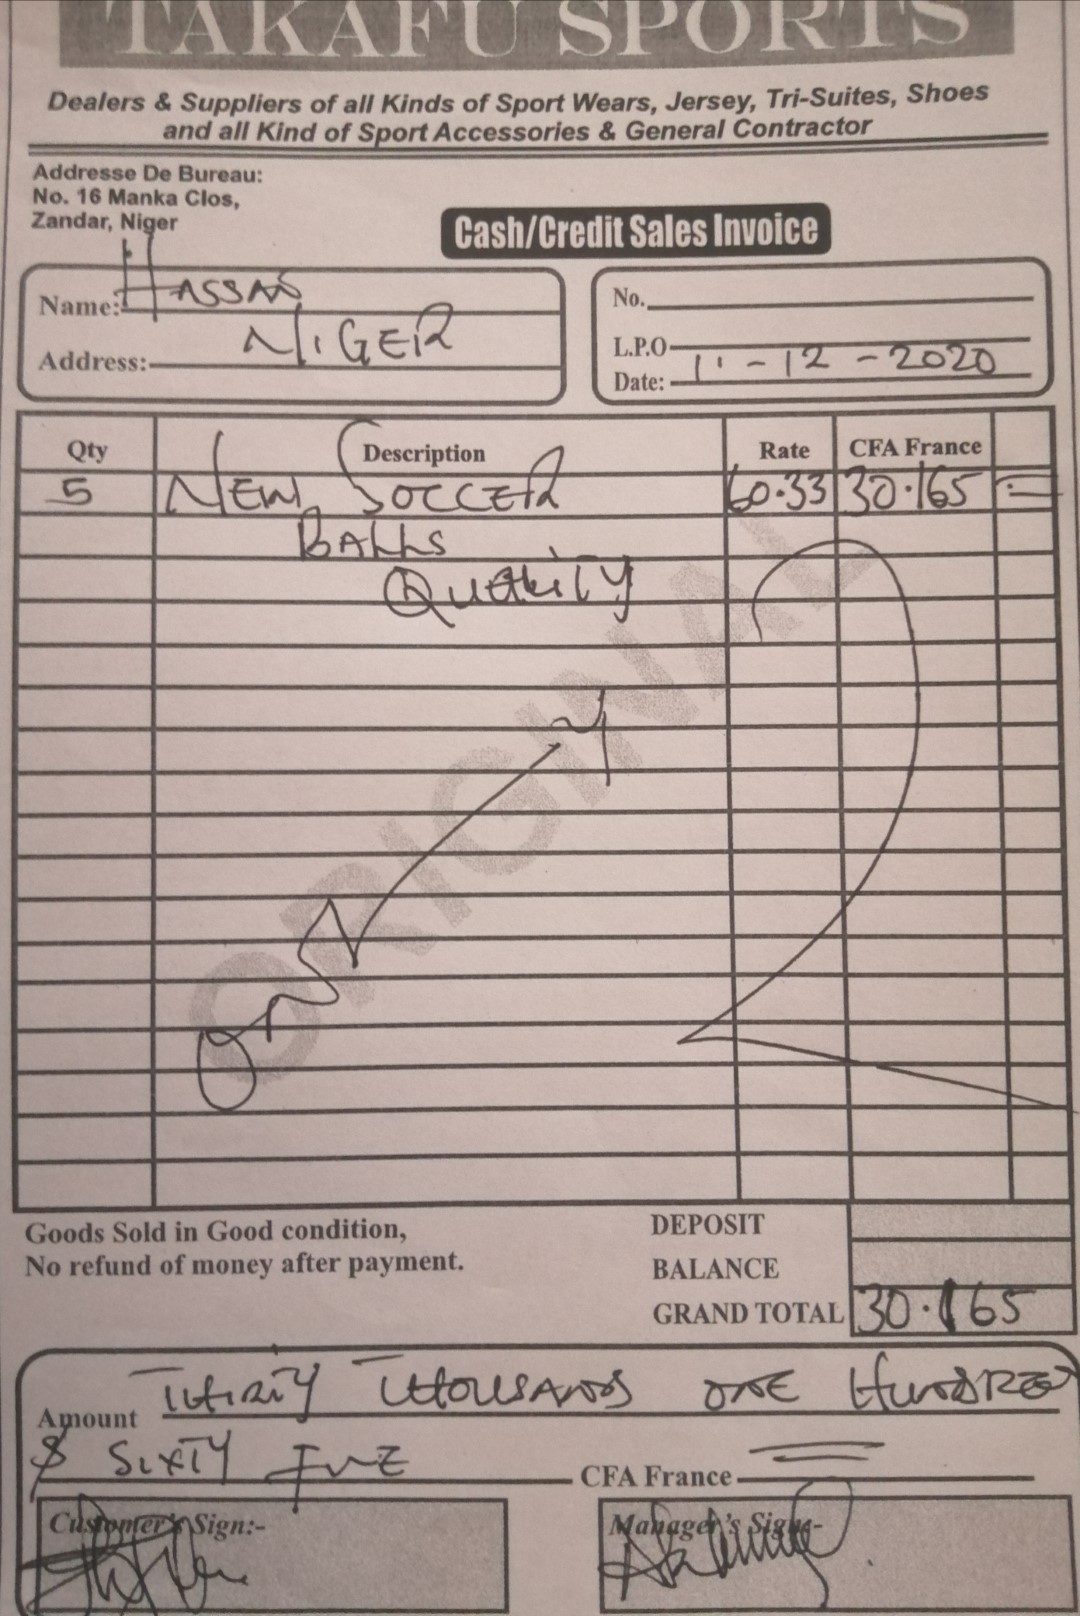 TAKAFU SPORTS
Dealers & Suppliers of all Kinds of Sport Wears, Jersey, Tri-Suites, Shoes
and all Kind of Sport Accessories & General Contractor
Addresse De Bureau:
No. 16 Manka Clos,
Zandar, Niger
Cash/Credit Sales Invoice
Name: HASSAN
Address: NIGER
No.
L.P.O
Date: 11-12-2020
Qty Description Rate CFA France
5 NEW SOCCER 60.33 30.165
BALLS
ORIGINAL
Goods Sold in Good condition,
No refund of money after payment.
DEPOSIT
BALANCE
GRAND TOTAL 30.165
Amount THIRTY THOUSANDS ONE HUNDRED
$ SIXTY FIVE CFA France
Customer's Sign:-
Manager's Sign:-